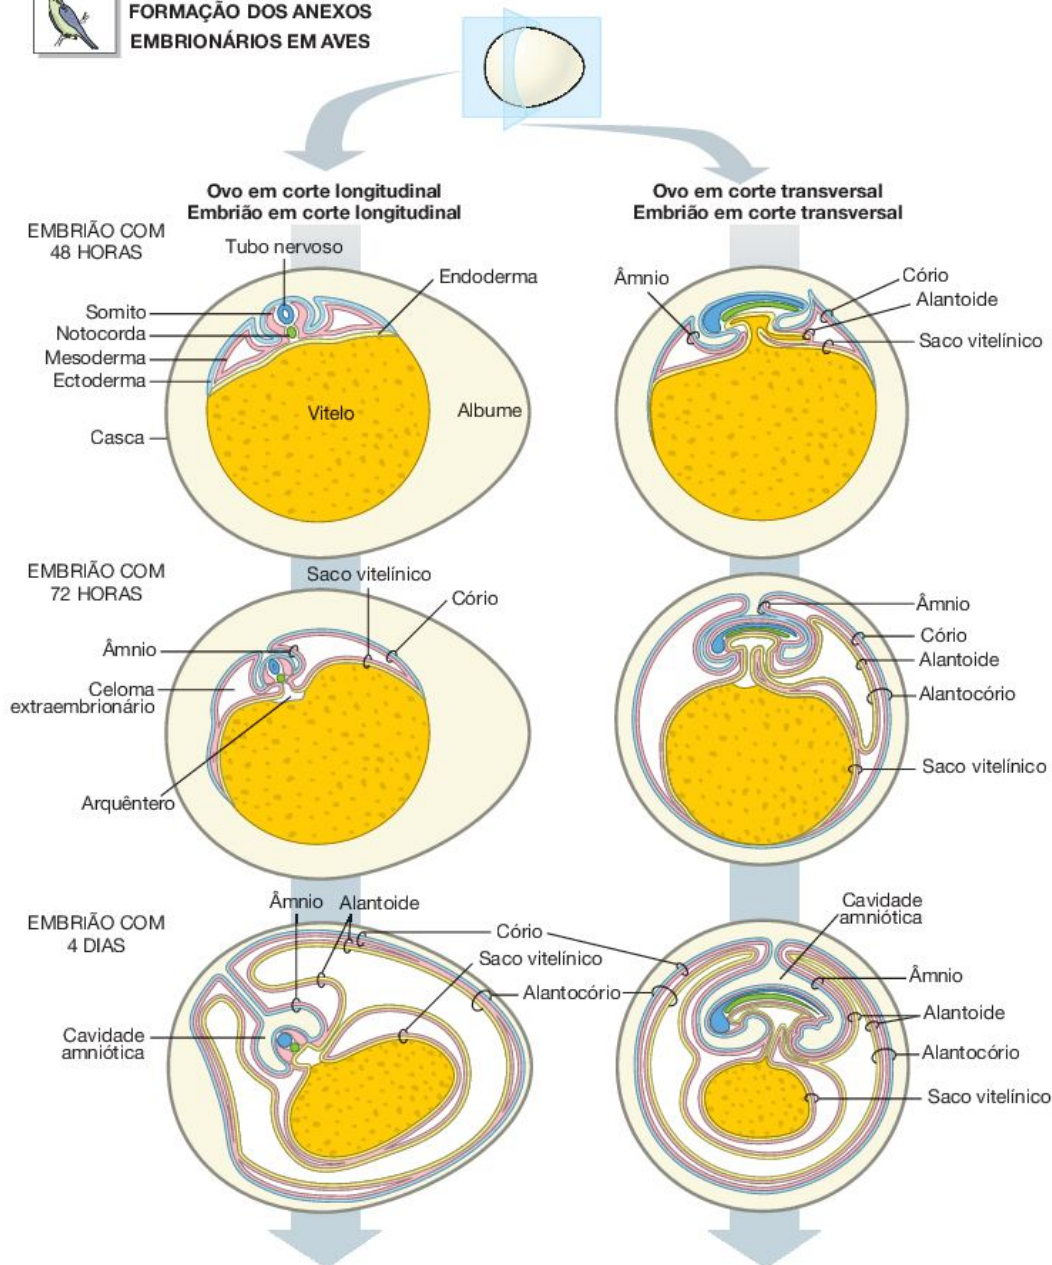 FORMAÇÃO DOS ANEXOS
EMBRIONÁRIOS EM AVES
Ovo em corte longitudinal
Embrião em corte longitudinal
Ovo em corte transversal
Embrião em corte transversal
EMBRIÃO COM
48 HORAS
Tubo nervoso
Endoderma
Somito
Notocorda
Mesoderma
Ectoderma
Casca
Vitelo
Albume
Âmnio
Cório
Alantoide
Saco vitelínico
EMBRIÃO COM
72 HORAS
Saco vitelínico
Cório
Âmnio
Celoma
extraembrionário
Arquêntero
Âmnio
Cório
Alantoide
Alantocório
Saco vitelínico
EMBRIÃO COM
4 DIAS
Âmnio
Alantoide
Cório
Saco vitelínico
Alantocório
Cavidade
amniótica
Cavidade
amniótica
Âmnio
Alantoide
Alantocório
Saco vitelínico